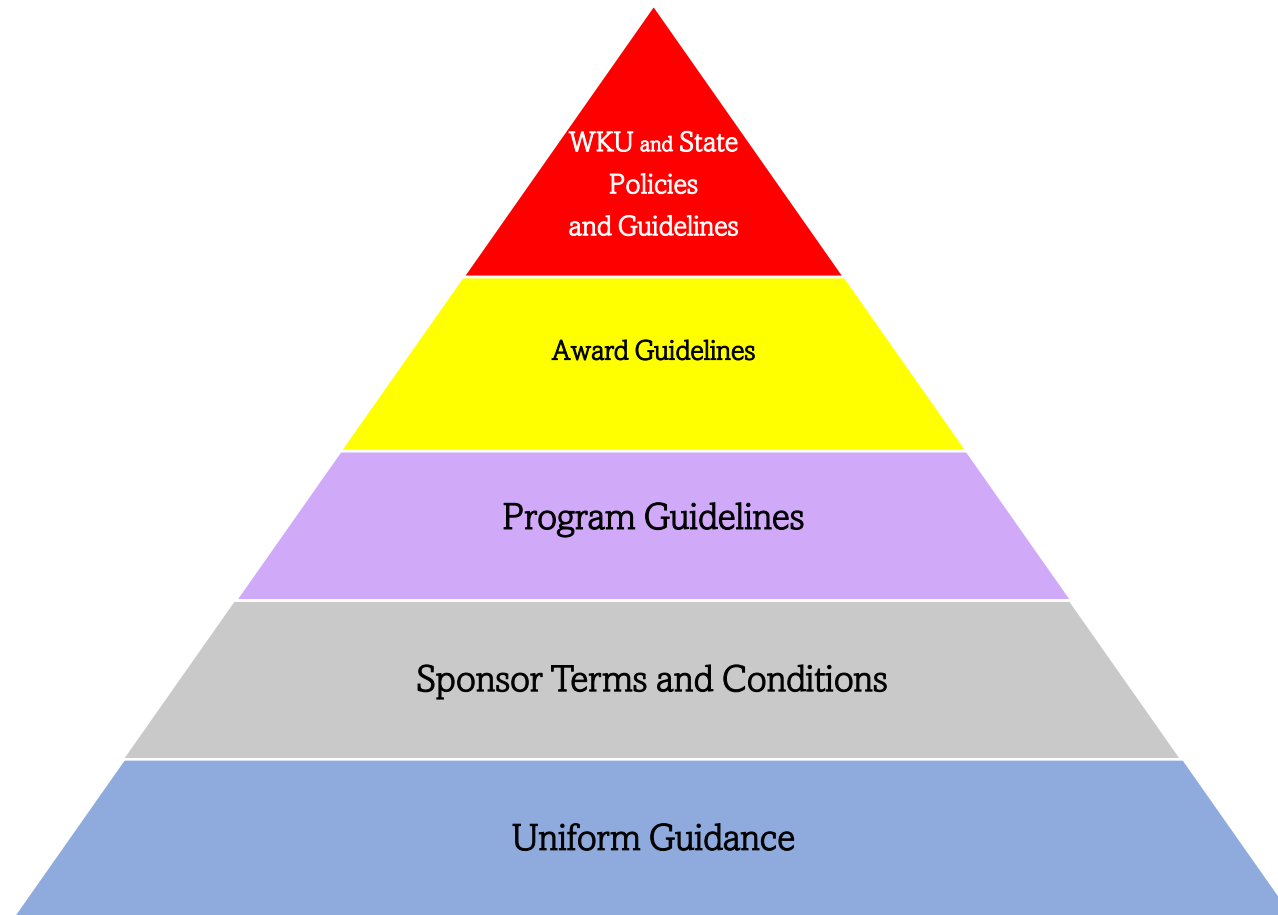 WKU and State
Policies
and Guidelines
Award Guidelines
Program Guidelines
Sponsor Terms and Conditions
Uniform Guidance